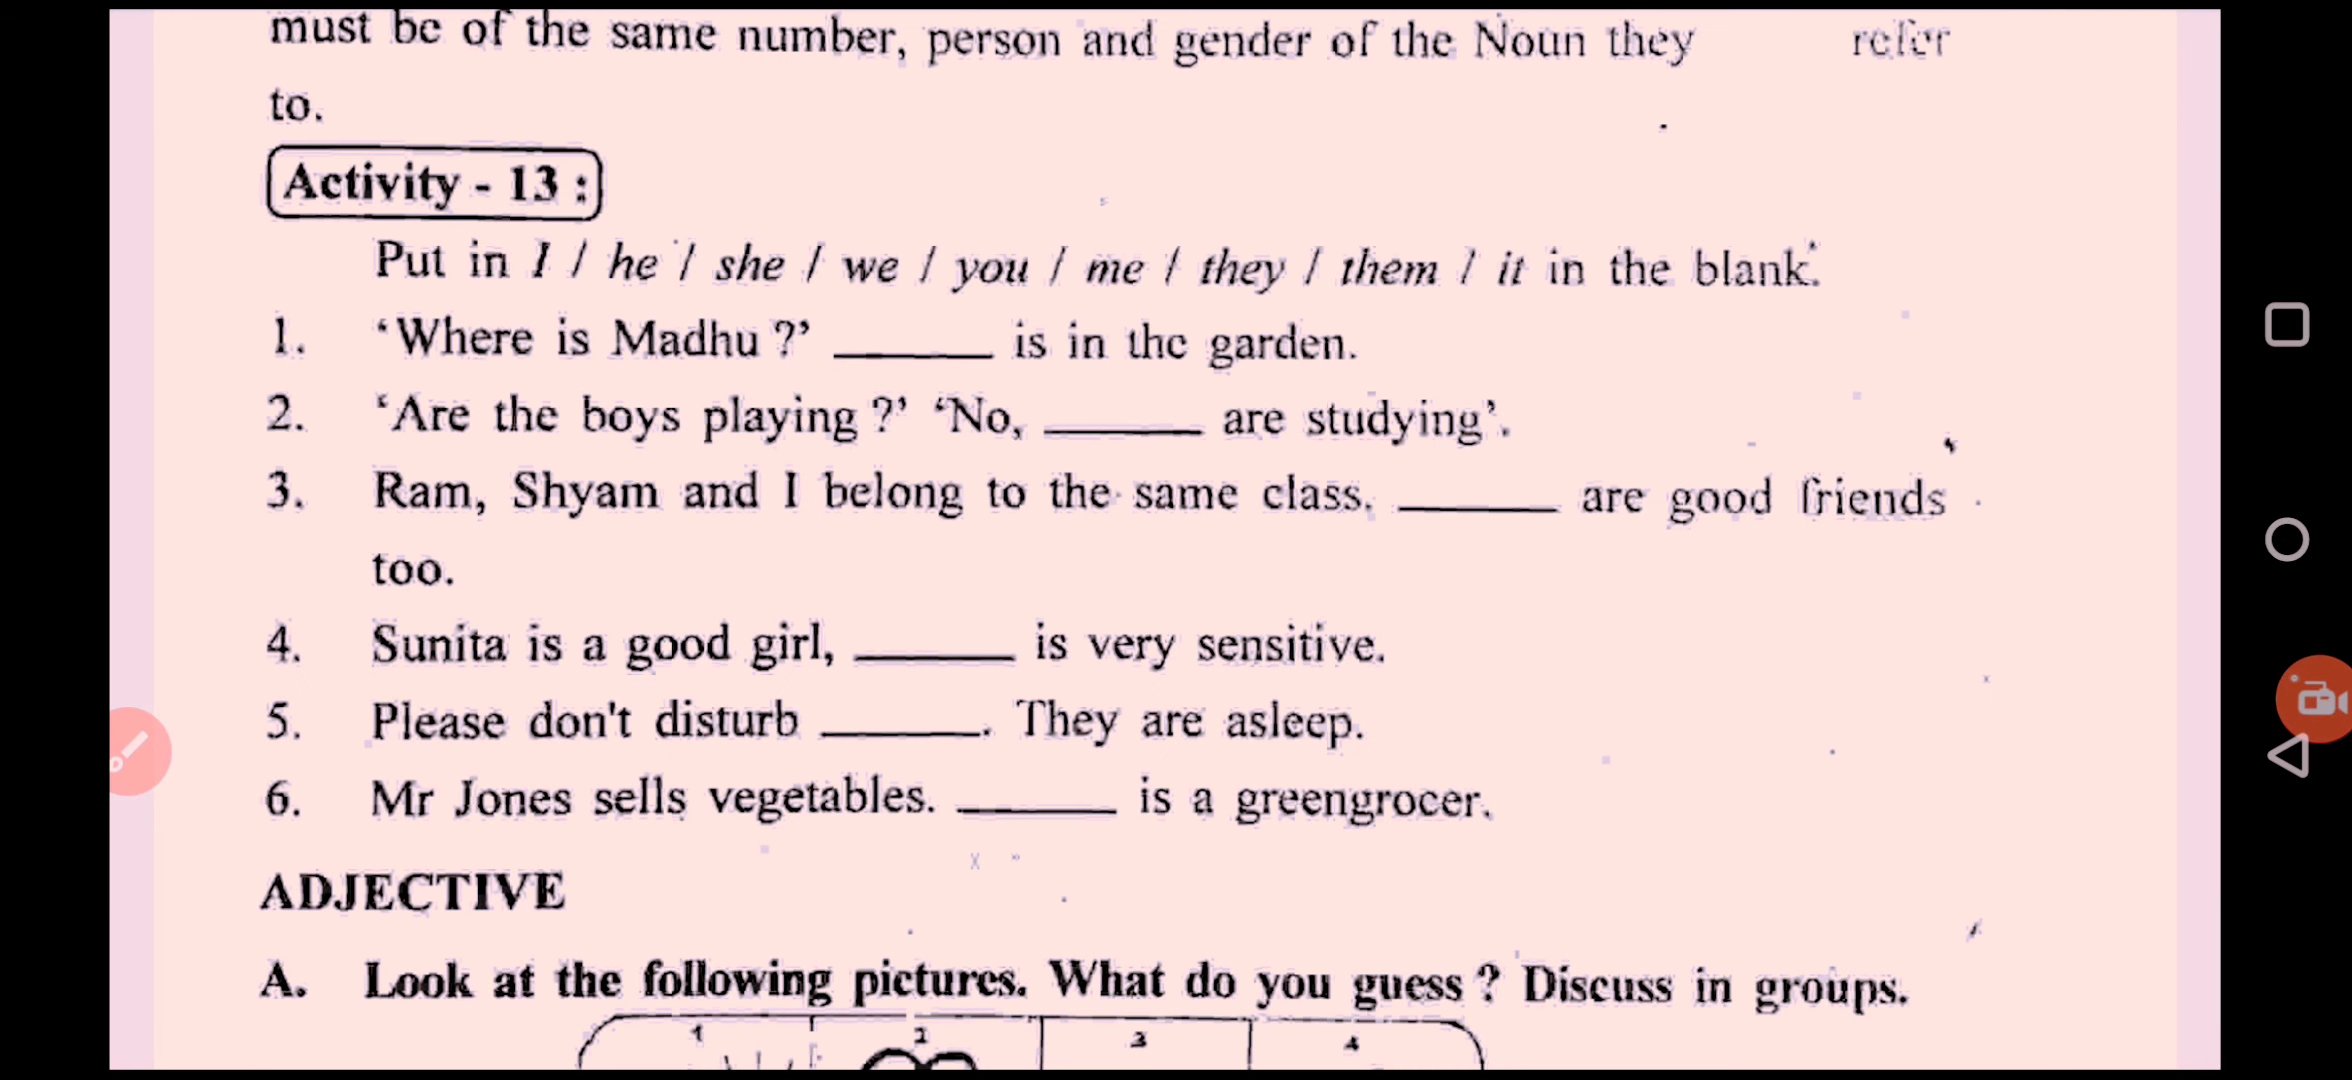 must be of the same number, person and gender of the Noun they refer
to.
Activity - 13 :
Put in I / he / she / we / you / me / they / them / it in the blank.
1. ‘Where is Madhu ?’ ______ is in the garden.
2. ‘Are the boys playing ?’ ‘No, ______ are studying’.
3. Ram, Shyam and I belong to the same class. ______ are good friends
too.
4. Sunita is a good girl, ______ is very sensitive.
5. Please don't disturb ______. They are asleep.
6. Mr Jones sells vegetables. ______ is a greengrocer.
ADJECTIVE
A. Look at the following pictures. What do you guess ? Discuss in groups.
1 2 3 4